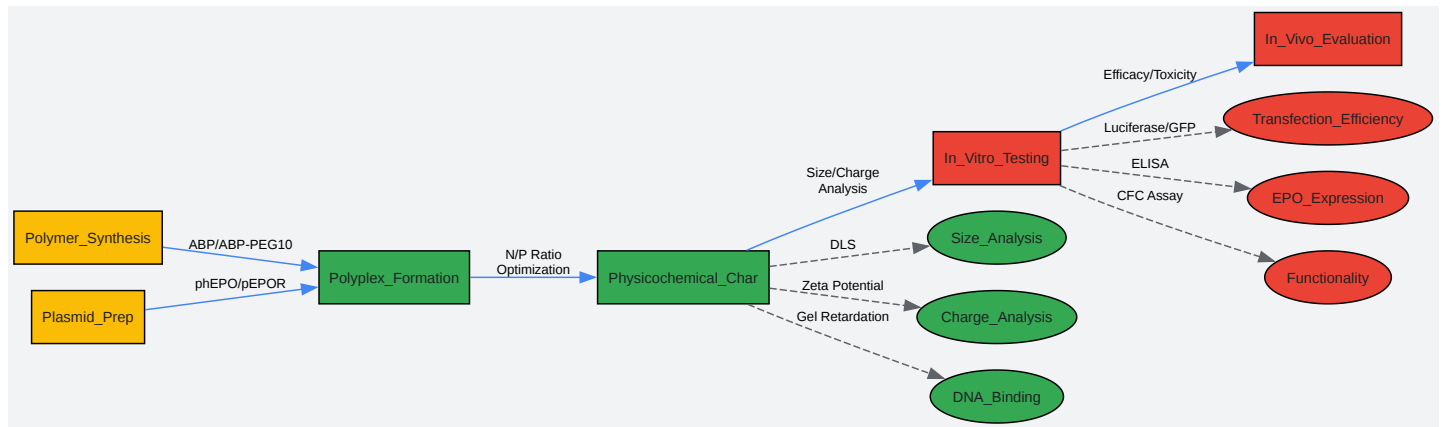 Polymer_Synthesis
Plasmid_Prep
ABP/ABP-PEG10
phEPO/pEPOR
Polyplex_Formation
N/P Ratio
Optimization
Physicochemical_Char
Size/Charge
Analysis
DLS
Zeta Potential
Gel Retardation
In_Vitro_Testing
Size_Analysis
Charge_Analysis
DNA_Binding
Efficacy/Toxicity
Luciferase/GFP
ELISA
CFC Assay
In_Vivo_Evaluation
Transfection_Efficiency
EPO_Expression
Functionality